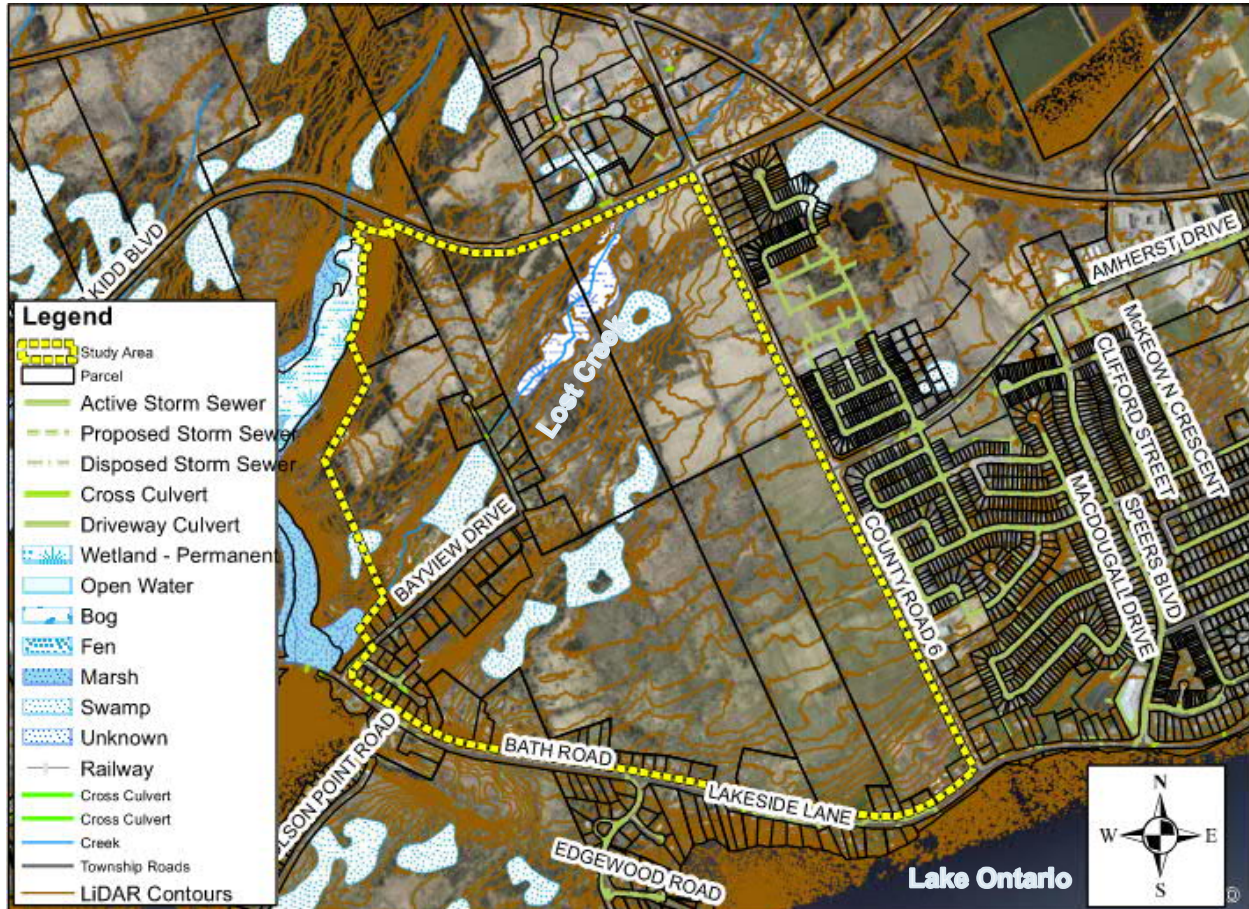 KIDD BLVD
AMHERST DRIVE
McKEOWN CRESCENT
CLIFFORD STREET
SPEERS BLVD
MACDOUGALL DRIVE
COUNTY ROAD 6
Lost Creek
BAYVIEW DRIVE
BATH ROAD
LAKESIDE LANE
EDGEWOOD ROAD
POINT ROAD
Lake Ontario
Legend
Study Area
Parcel
Active Storm Sewer
Proposed Storm Sewer
Disposed Storm Sewer
Cross Culvert
Driveway Culvert
Wetland - Permanent
Open Water
Bog
Fen
Marsh
Swamp
Unknown
Railway
Cross Culvert
Cross Culvert
Creek
Township Roads
LiDAR Contours
N
W E
S